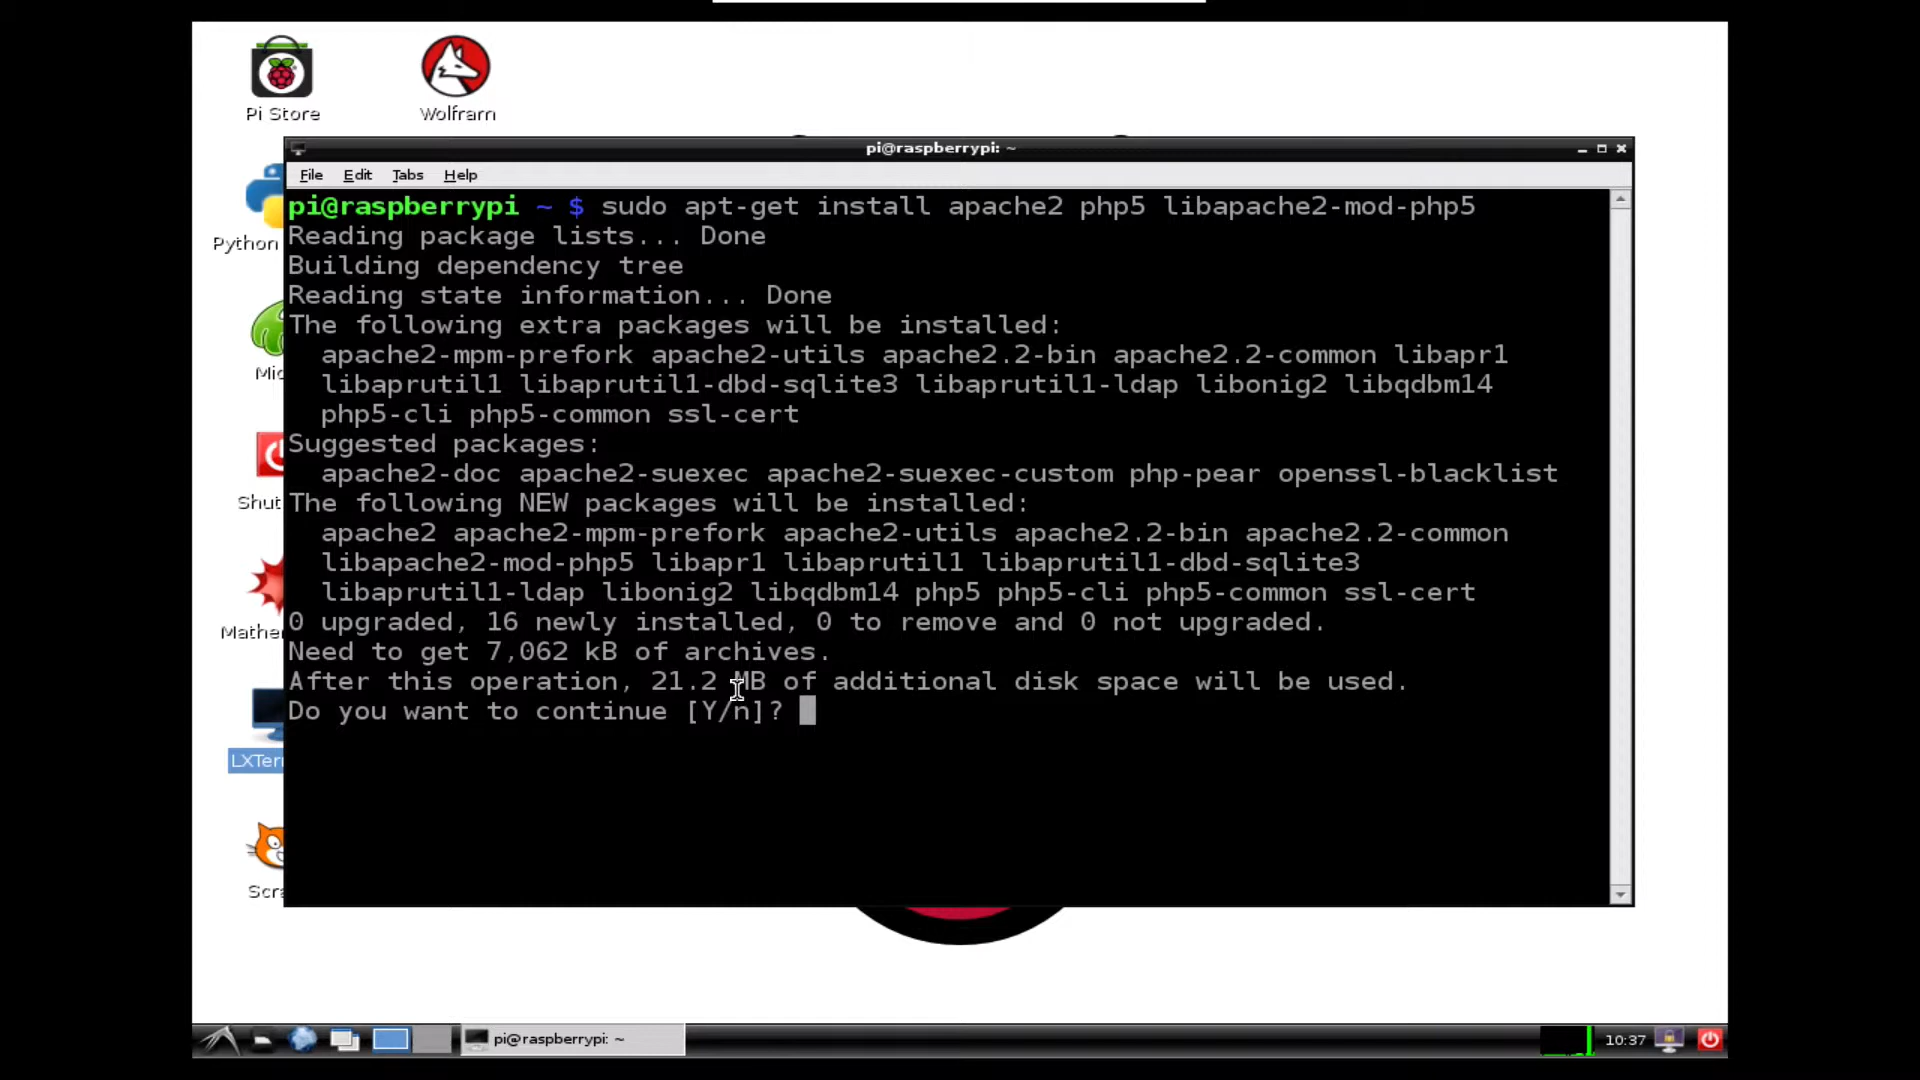 Pi Store
Wolfram
pi@raspberrypi: ~
File Edit Tabs Help
pi@raspberrypi ~ $ sudo apt-get install apache2 php5 libapache2-mod-php5
Reading package lists... Done
Building dependency tree
Reading state information... Done
The following extra packages will be installed:
apache2-mpm-prefork apache2-utils apache2.2-bin apache2.2-common libapr1
libaprutil1 libaprutil1-dbd-sqlite3 libaprutil1-ldap libonig2 libqdbm14
php5-cli php5-common ssl-cert
Suggested packages:
apache2-doc apache2-suexec apache2-suexec-custom php-pear openssl-blacklist
The following NEW packages will be installed:
apache2 apache2-mpm-prefork apache2-utils apache2.2-bin apache2.2-common
libapache2-mod-php5 libapr1 libaprutil1 libaprutil1-dbd-sqlite3
libaprutil1-ldap libonig2 libqdbm14 php5 php5-cli php5-common ssl-cert
0 upgraded, 16 newly installed, 0 to remove and 0 not upgraded.
Need to get 7,062 kB of archives.
After this operation, 21.2 MB of additional disk space will be used.
Do you want to continue [Y/n]?
Python
Mic
Shut
Mather
LXTer
Scra
pi@raspberrypi: ~
10:37